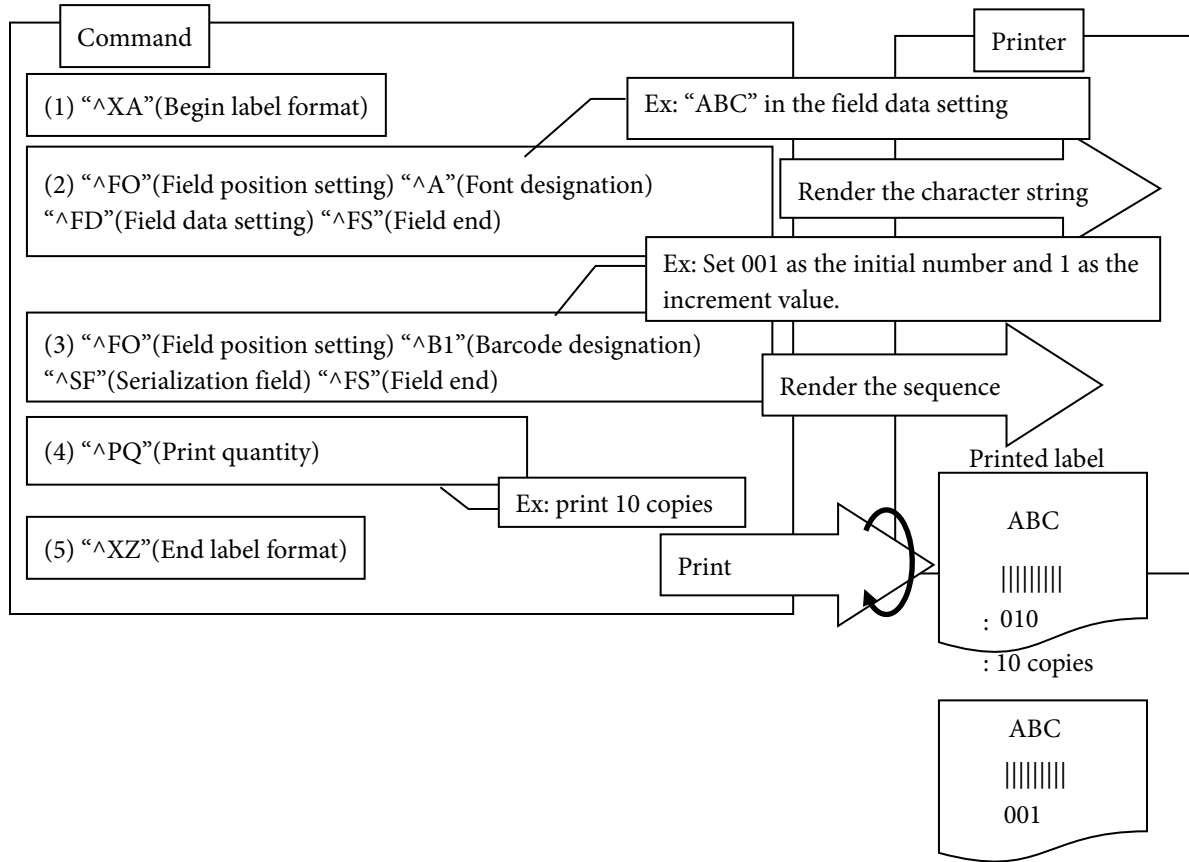 Command
Printer
(1) “^XA”(Begin label format)
Ex: “ABC” in the field data setting
(2) “^FO”(Field position setting) “^A”(Font designation)
“^FD”(Field data setting) “^FS”(Field end)
Render the character string
Ex: Set 001 as the initial number and 1 as the
increment value.
(3) “^FO”(Field position setting) “^B1”(Barcode designation)
“^SF”(Serialization field) “^FS”(Field end)
Render the sequence
(4) “^PQ”(Print quantity)
Ex: print 10 copies
(5) “^XZ”(End label format)
Print
Printed label
ABC
|||||||||
: 010
: 10 copies
ABC
|||||||||
001